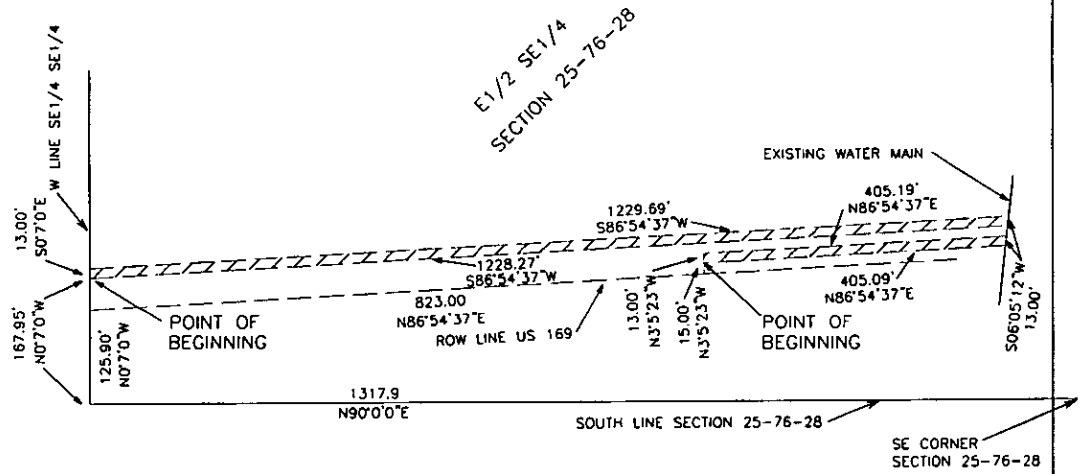 E1/2 SE1/4
SECTION 25-76-28
W LINE SE1/4 SE1/4
EXISTING WATER MAIN
405.19'
N86°54'37"E
1229.69'
S86°54'37"W
13.00'
S0°7'0"E
1228.27'
S86°54'37"W
405.09'
N86°54'37"E
S06°05'12"W
13.00'
823.00
N86°54'37"E
ROW LINE US 169
13.00'
N3°5'23"W
15.00'
N3°5'23"W
POINT OF
BEGINNING
POINT OF
BEGINNING
167.95'
N0°7'0"W
125.90'
N0°7'0"W
1317.9
N90°0'0"E
SOUTH LINE SECTION 25-76-28
SE CORNER
SECTION 25-76-28